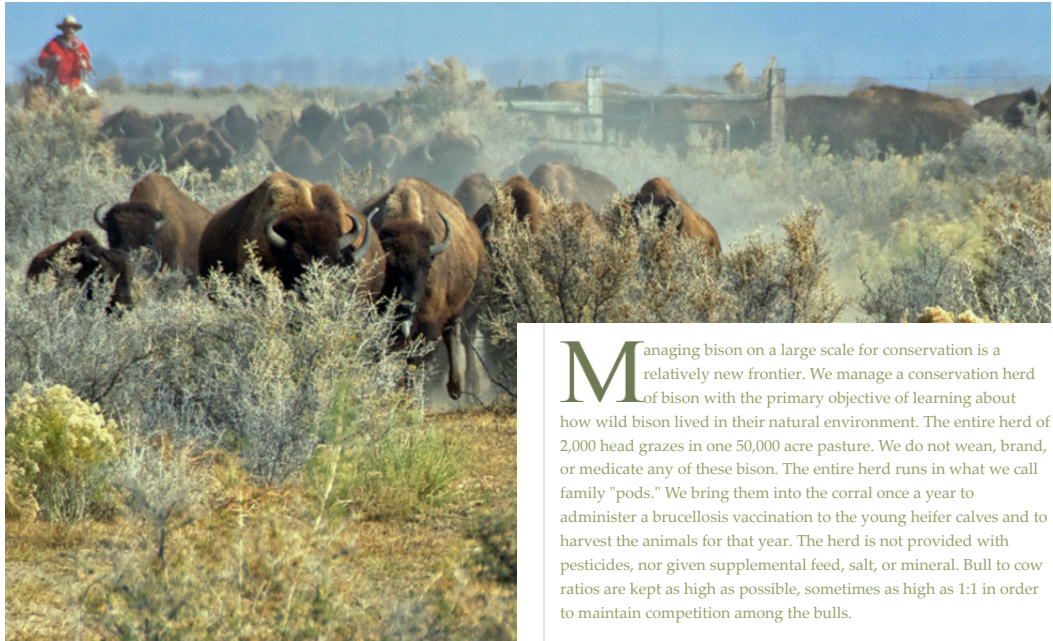 Managing bison on a large scale for conservation is a
relatively new frontier. We manage a conservation herd
of bison with the primary objective of learning about
how wild bison lived in their natural environment. The entire herd of
2,000 head grazes in one 50,000 acre pasture. We do not wean, brand,
or medicate any of these bison. The entire herd runs in what we call
family "pods." We bring them into the corral once a year to
administer a brucellosis vaccination to the young heifer calves and to
harvest the animals for that year. The herd is not provided with
pesticides, nor given supplemental feed, salt, or mineral. Bull to cow
ratios are kept as high as possible, sometimes as high as 1:1 in order
to maintain competition among the bulls.